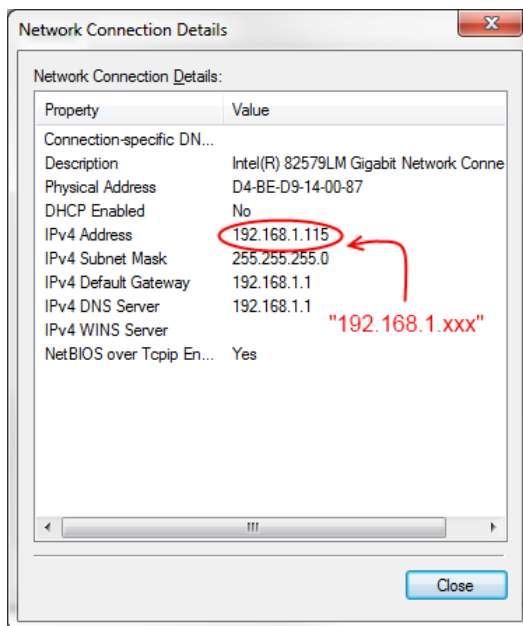 Network Connection Details
Network Connection Details:
Property Value
Connection-specific DN...
Description Intel(R) 82579LM Gigabit Network Conne
Physical Address D4-BE-D9-14-00-87
DHCP Enabled No
IPv4 Address 192.168.1.115
IPv4 Subnet Mask 255.255.255.0
IPv4 Default Gateway 192.168.1.1
IPv4 DNS Server 192.168.1.1
"192.168.1.xxx"
IPv4 WINS Server
NetBIOS over Tcpip En... Yes
Close